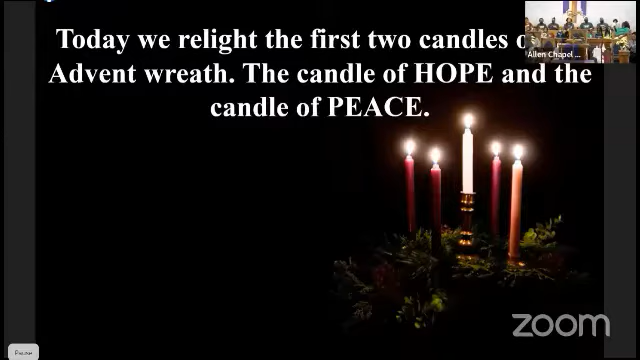 Today we relight the first two candles o
Advent wreath. The candle of HOPE and the
candle of PEACE.
Allen Chapel
zoom